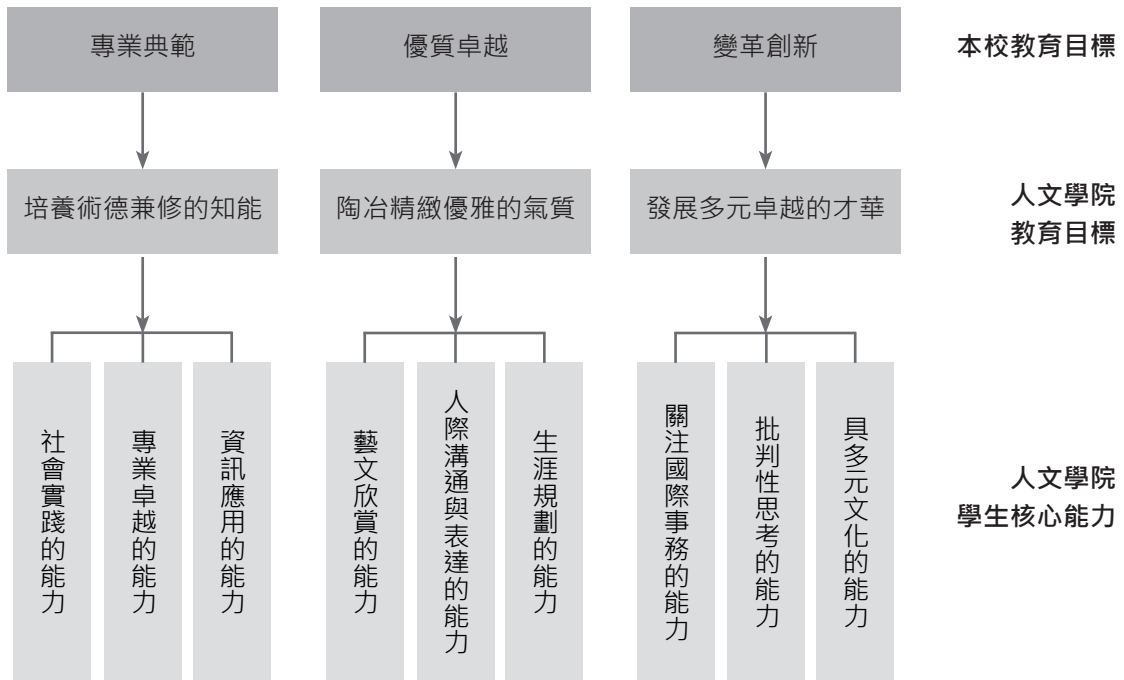 專業典範
優質卓越
變革創新
本校教育目標
培養術德兼修的知能
陶冶精緻優雅的氣質
發展多元卓越的才華
人文學院
教育目標
社會實踐的能力
專業卓越的能力
資訊應用的能力
藝文欣賞的能力
人際溝通與表達的能力
生涯規劃的能力
關注國際事務的能力
批判性思考的能力
具多元文化的能力
人文學院
學生核心能力